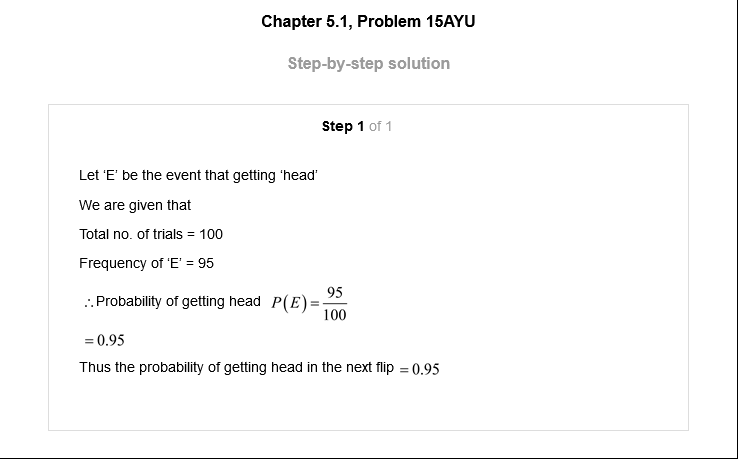 Chapter 5.1, Problem 15AYU
Step-by-step solution
Step 1 of 1
Let ‘E’ be the event that getting ‘head’
We are given that
Total no. of trials = 100
Frequency of ‘E’ = 95
∴ Probability of getting head P(E) = 95/100
= 0.95
Thus the probability of getting head in the next flip = 0.95